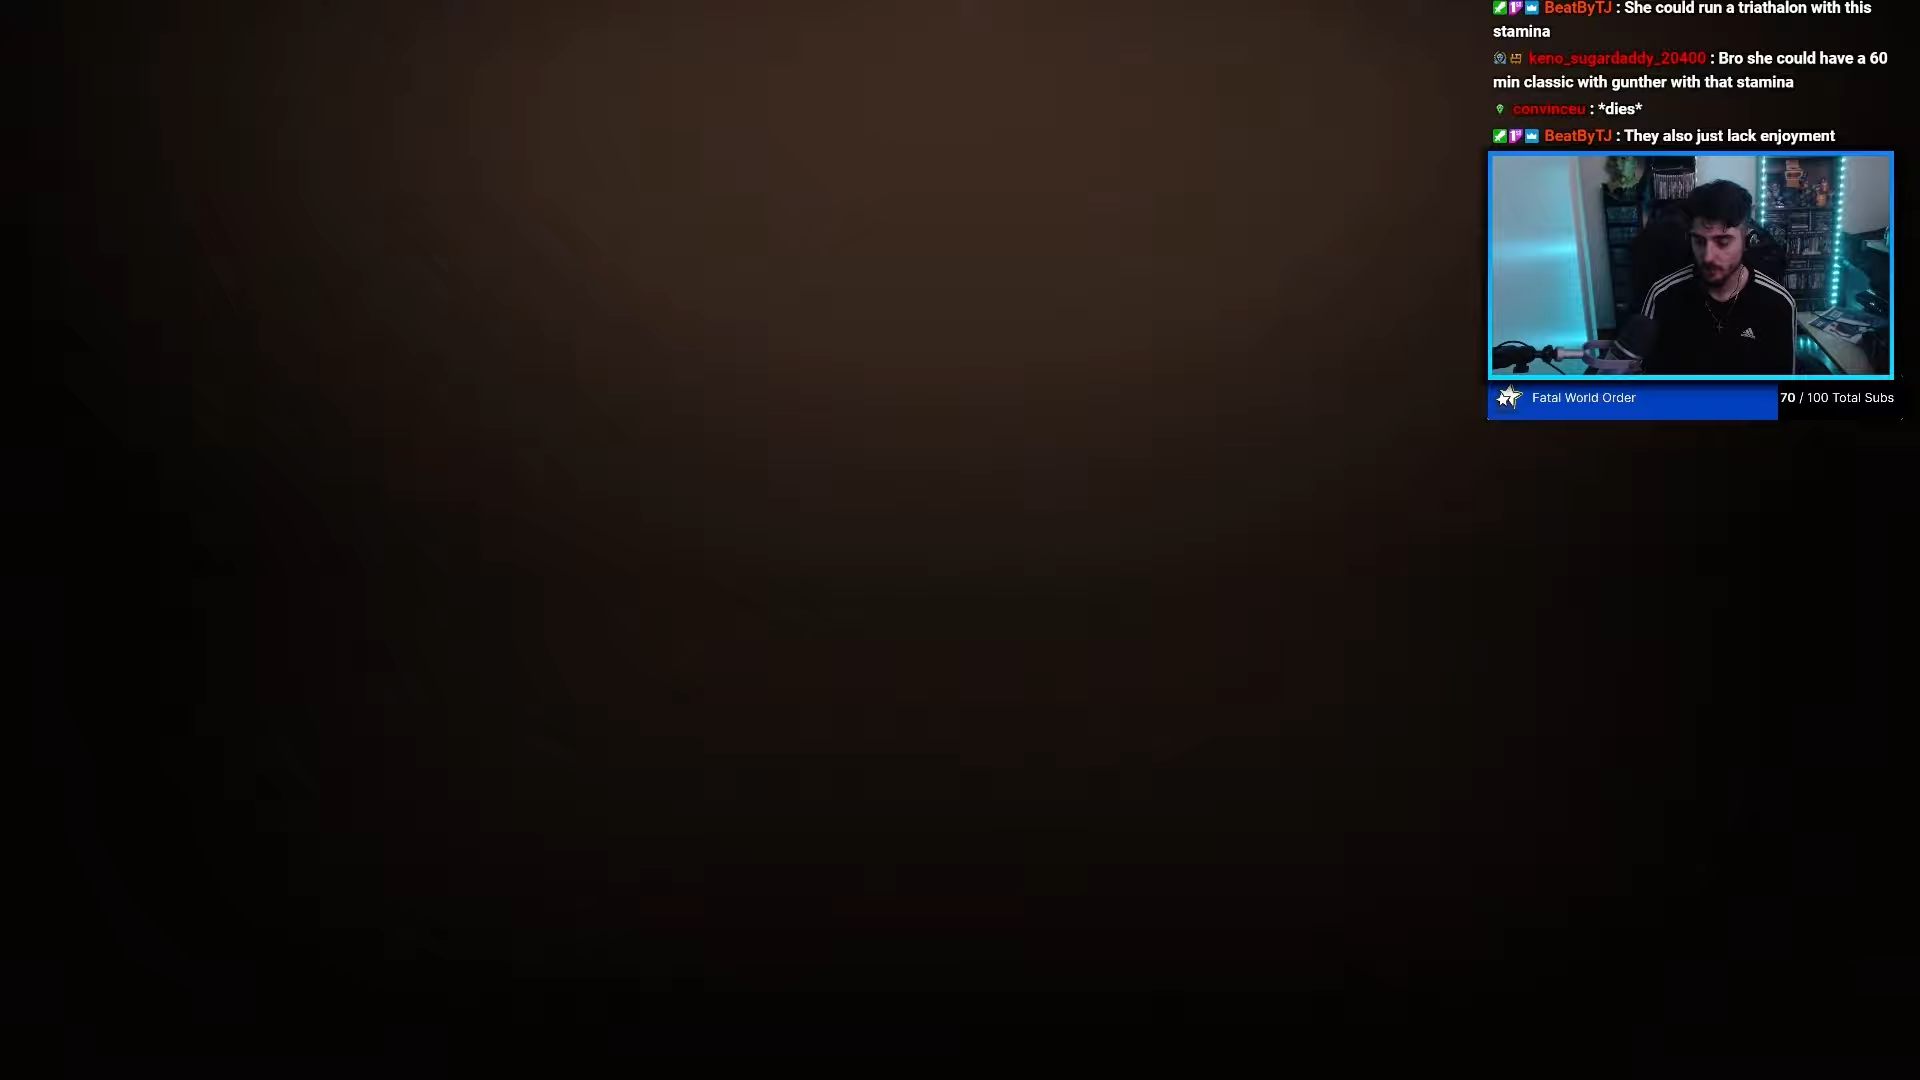 BeatByTJ : She could run a triathalon with this
stamina
keno_sugardaddy_20400 : Bro she could have a 60
min classic with gunther with that stamina
convinceu : *dies*
BeatByTJ : They also just lack enjoyment
Fatal World Order
70 / 100 Total Subs